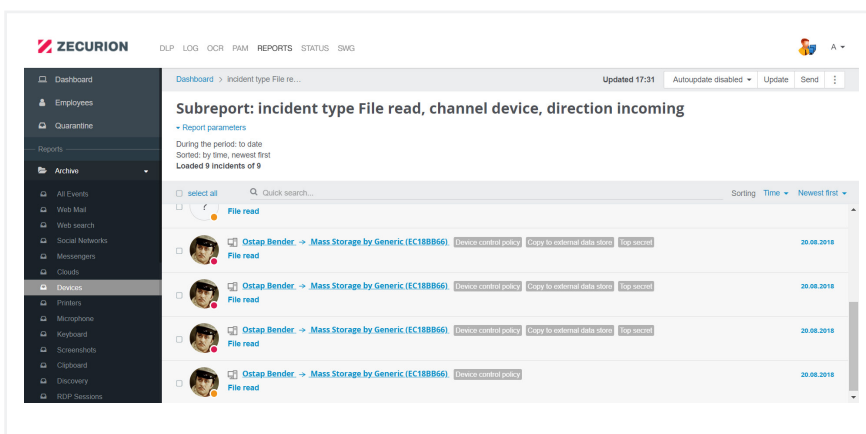 ZECURION DLP LOG OCR PAM REPORTS STATUS SWG A
Dashboard
Employees
Quarantine
Reports
Archive
All Events
Web Mail
Web search
Social Networks
Messengers
Clouds
Devices
Printers
Microphone
Keyboard
Screenshots
Clipboard
Discovery
RDP Sessions
Dashboard > incident type File re... Updated 17:31 Autoupdate disabled Update Send
Subreport: incident type File read, channel device, direction incoming
Report parameters
During the period: to date
Sorted: by time, newest first
Loaded 9 incidents of 9
select all Quick search... Sorting Time Newest first
? File read
Ostap Bender → Mass Storage by Generic (EC18BB66) Device control policy Copy to external data store Top secret 20.08.2018
File read
Ostap Bender → Mass Storage by Generic (EC18BB66) Device control policy Copy to external data store Top secret 20.08.2018
File read
Ostap Bender → Mass Storage by Generic (EC18BB66) Device control policy Copy to external data store Top secret 20.08.2018
File read
Ostap Bender → Mass Storage by Generic (EC18BB66) Device control policy 20.08.2018
File read